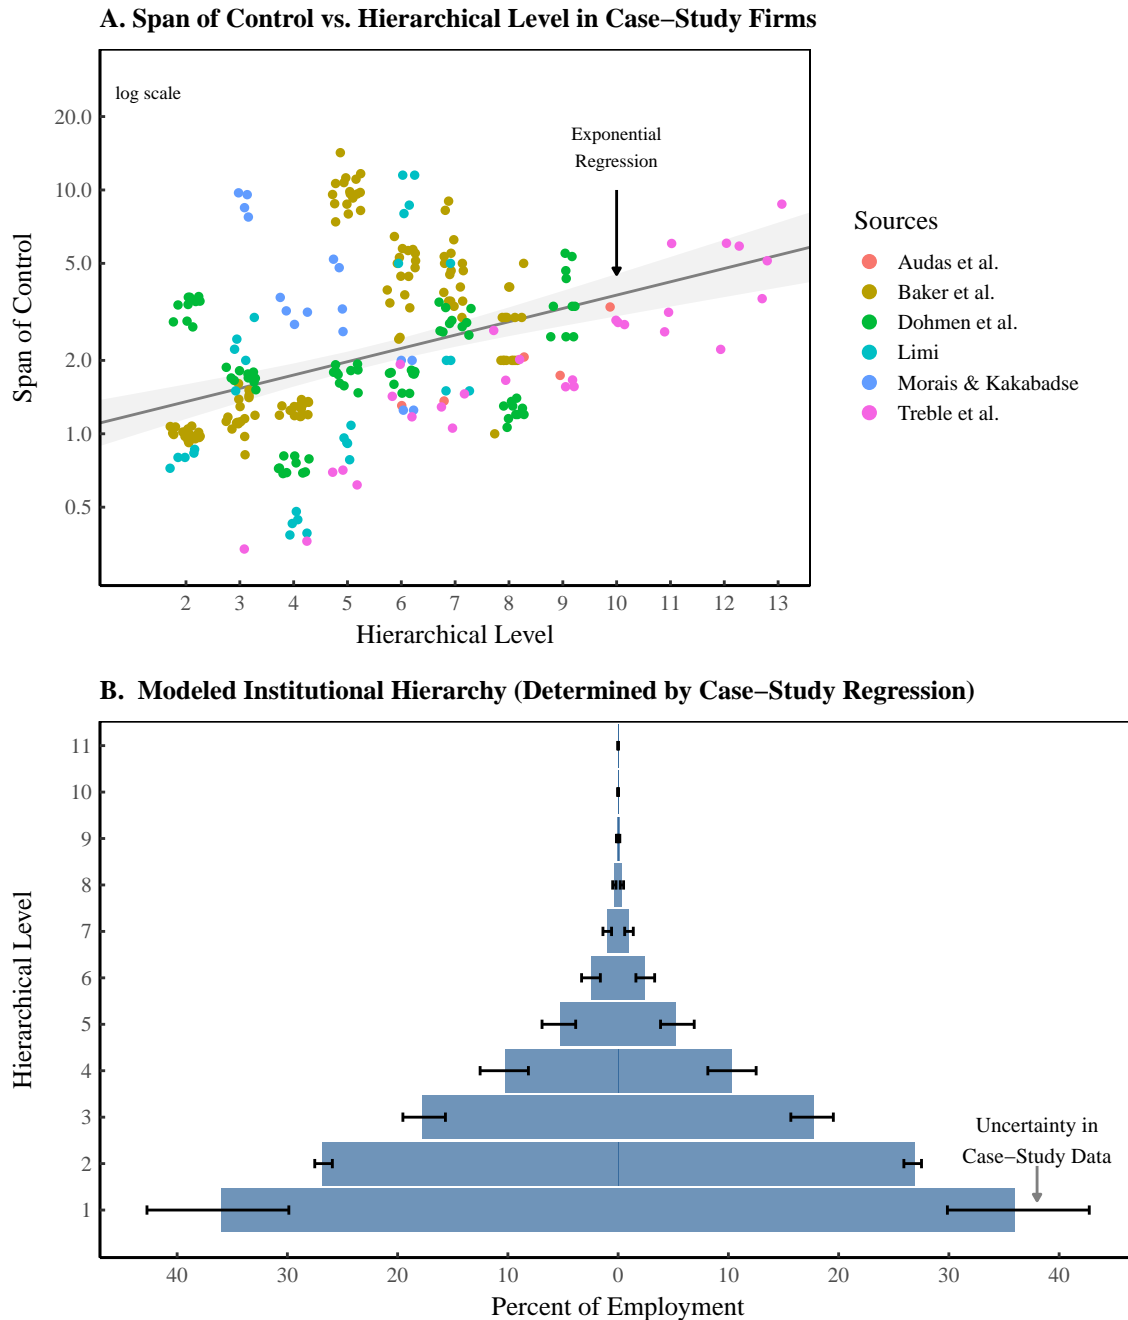 A. Span of Control vs. Hierarchical Level in Case–Study Firms
log scale
Exponential
Regression
20.0
10.0
5.0
2.0
1.0
0.5
Span of Control
2 3 4 5 6 7 8 9 10 11 12 13
Hierarchical Level
Sources
Audas et al.
Baker et al.
Dohmen et al.
Limi
Morais & Kakabadse
Treble et al.
B. Modeled Institutional Hierarchy (Determined by Case–Study Regression)
11
10
9
8
7
6
5
4
3
2
1
Hierarchical Level
Uncertainty in
Case–Study Data
40 30 20 10 0 10 20 30 40
Percent of Employment